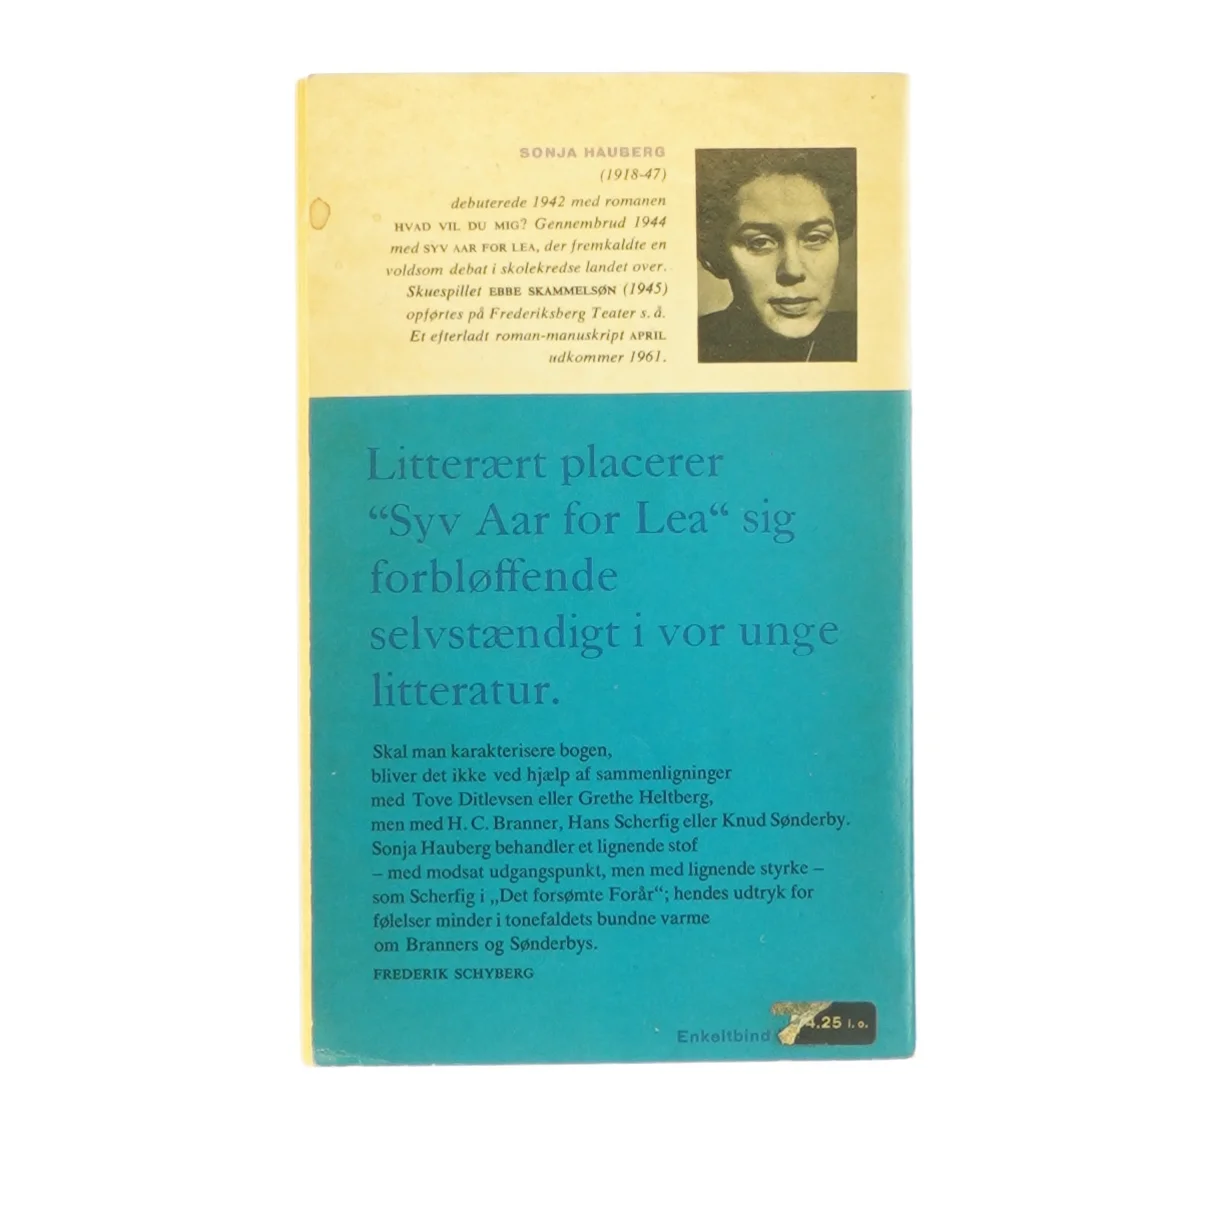 SONJA HAUBERG
(1918-47)
debuterede 1942 med romanen
HVAD VIL DU MIG? Gennembrud 1944
med SYV AAR FOR LEA, der fremkaldte en
voldsom debat i skolekredse landet over.
Skuespillet EBBE SKAMMELSØN (1945)
opførtes på Frederiksberg Teater s. å.
Et efterladt roman-manuskript APRIL
udkommer 1961.
Litterært placerer
“Syv Aar for Lea“ sig
forbløffende
selvstændigt i vor unge
litteratur.
Skal man karakterisere bogen,
bliver det ikke ved hjælp af sammenligninger
med Tove Ditlevsen eller Grethe Heltberg,
men med H. C. Branner, Hans Scherfig eller Knud Sønderby.
Sonja Hauberg behandler et lignende stof
– med modsat udgangspunkt, men med lignende styrke –
som Scherfig i „Det forsømte Forår“; hendes udtryk for
følelser minder i tonefaldets bundne varme
om Branners og Sønderbys.
FREDERIK SCHYBERG
Enkeltbind 4.25 i. o.